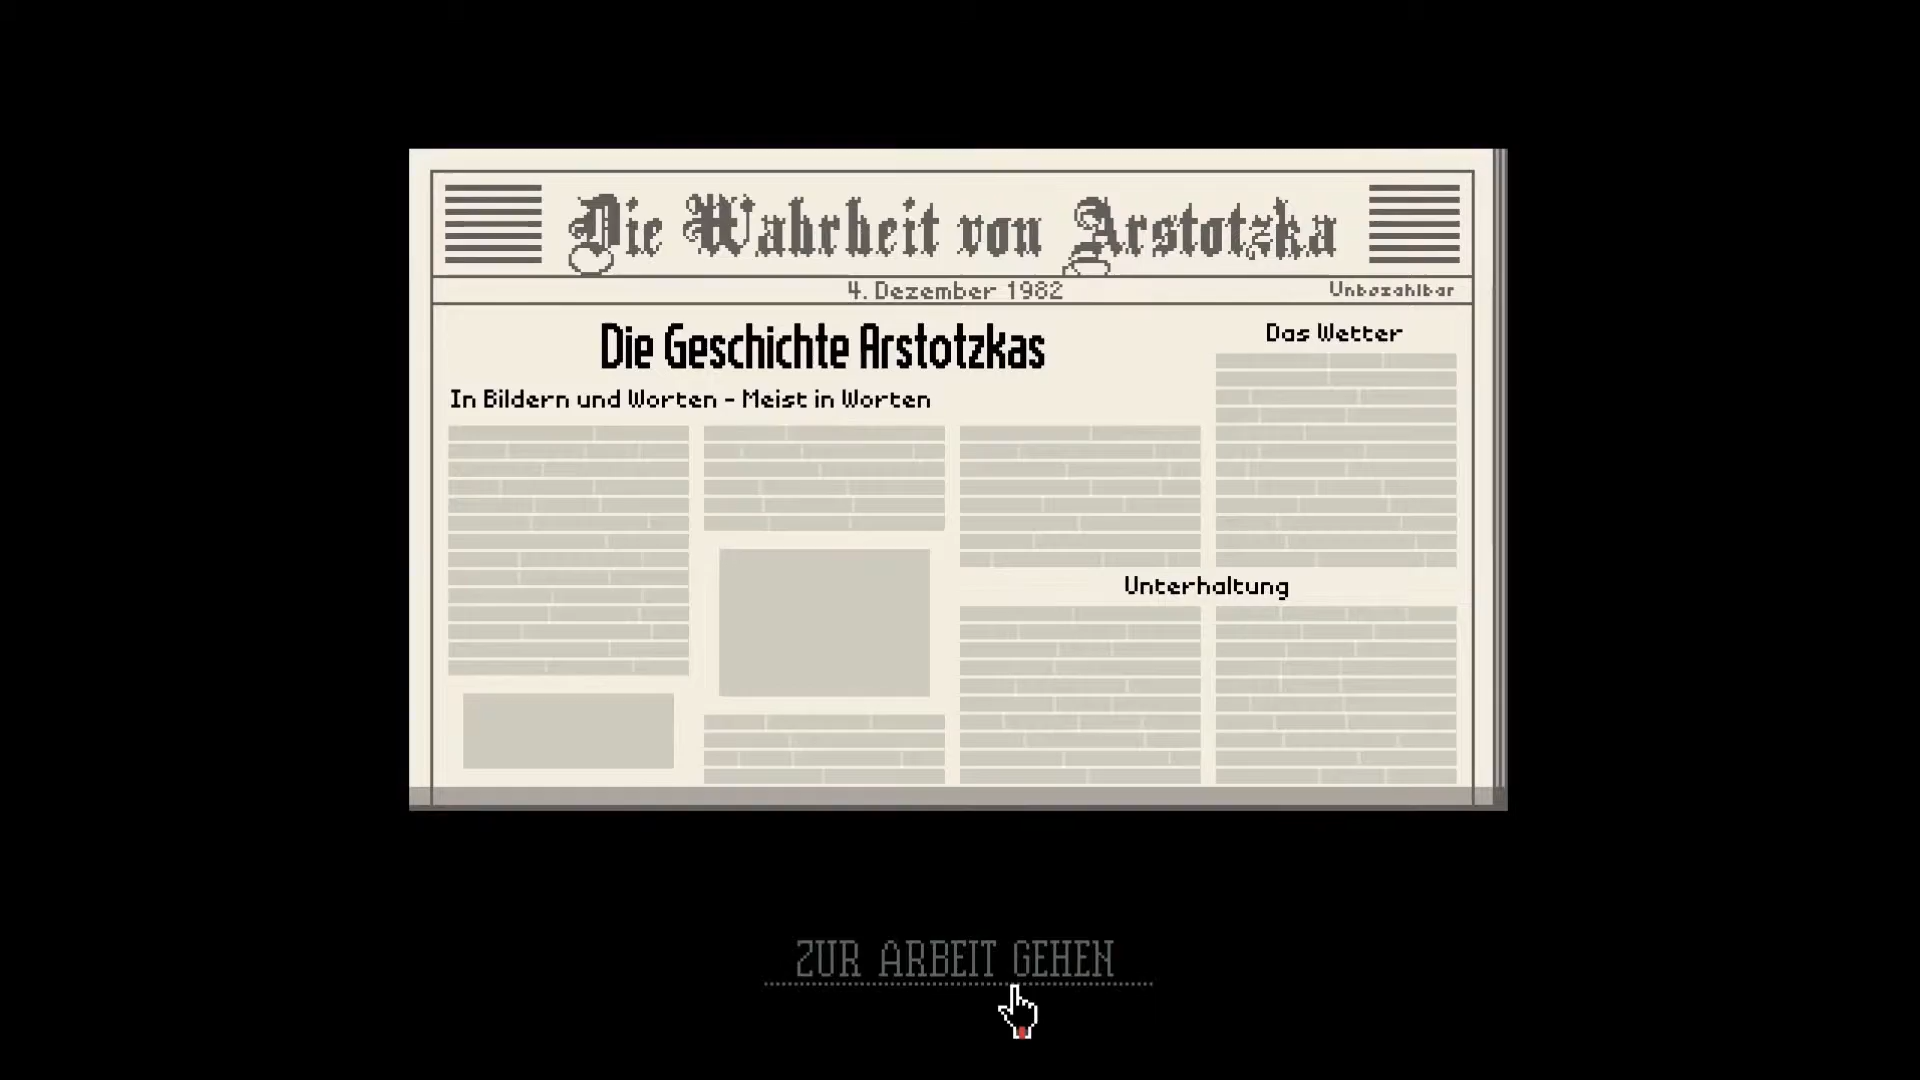 Die Wahrheit von Arstotzka
4. Dezember 1982
Unbezahlbar
Die Geschichte Arstotzkas
In Bildern und Worten - Meist in Worten
Das Wetter
Unterhaltung
ZUR ARBEIT GEHEN